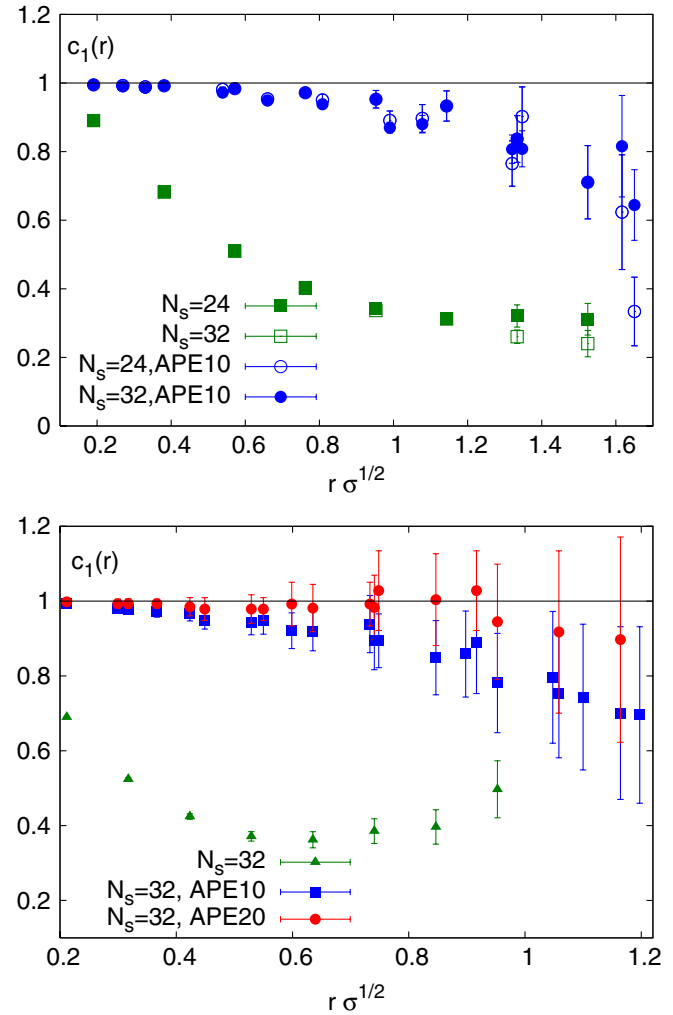 1.2
c₁(r)
1
0.8
0.6
0.4
0.2
0
Nₛ=24
Nₛ=32
Nₛ=24,APE10
Nₛ=32,APE10
0.2 0.4 0.6 0.8 1 1.2 1.4 1.6
r σ^{1/2}
1.2
c₁(r)
1
0.8
0.6
0.4
0.2
Nₛ=32
Nₛ=32, APE10
Nₛ=32, APE20
0.2 0.4 0.6 0.8 1 1.2
r σ^{1/2}